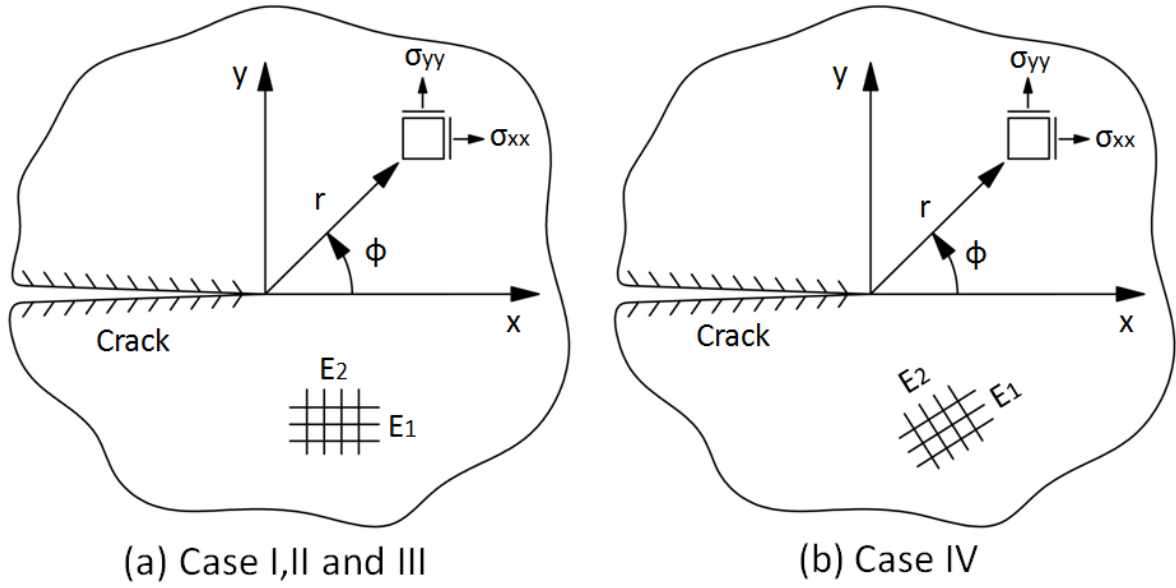 y
σyy
σxx
r
ϕ
x
Crack
E2
E1
(a) Case I,II and III
y
σyy
σxx
r
ϕ
x
Crack
E2
E1
(b) Case IV